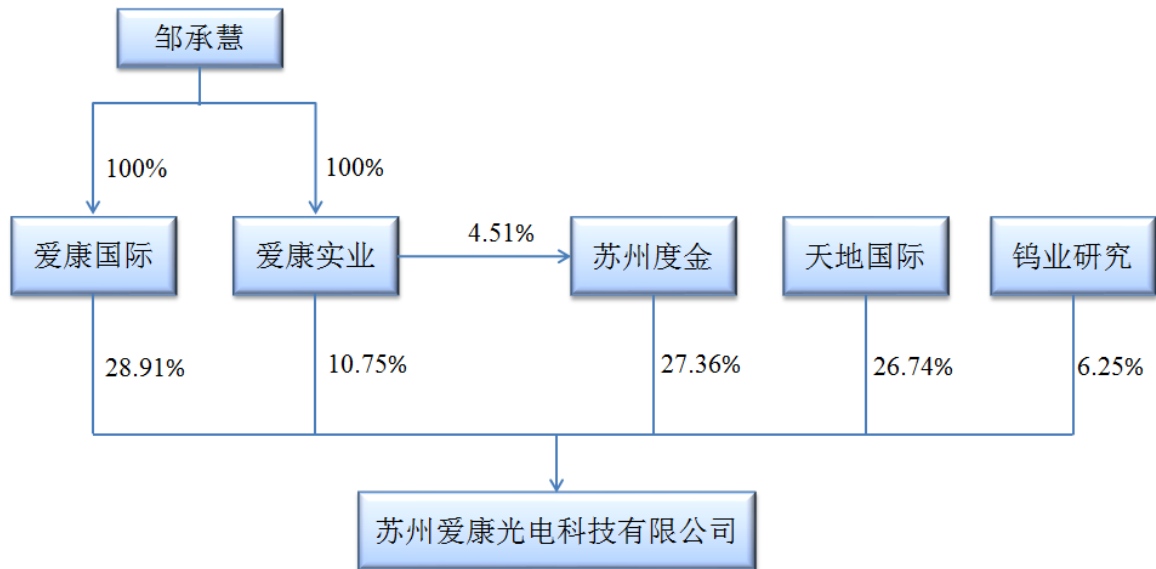 邹承慧
100%
100%
爱康国际
爱康实业
4.51%
苏州度金
天地国际
钨业研究
28.91%
10.75%
27.36%
26.74%
6.25%
苏州爱康光电科技有限公司